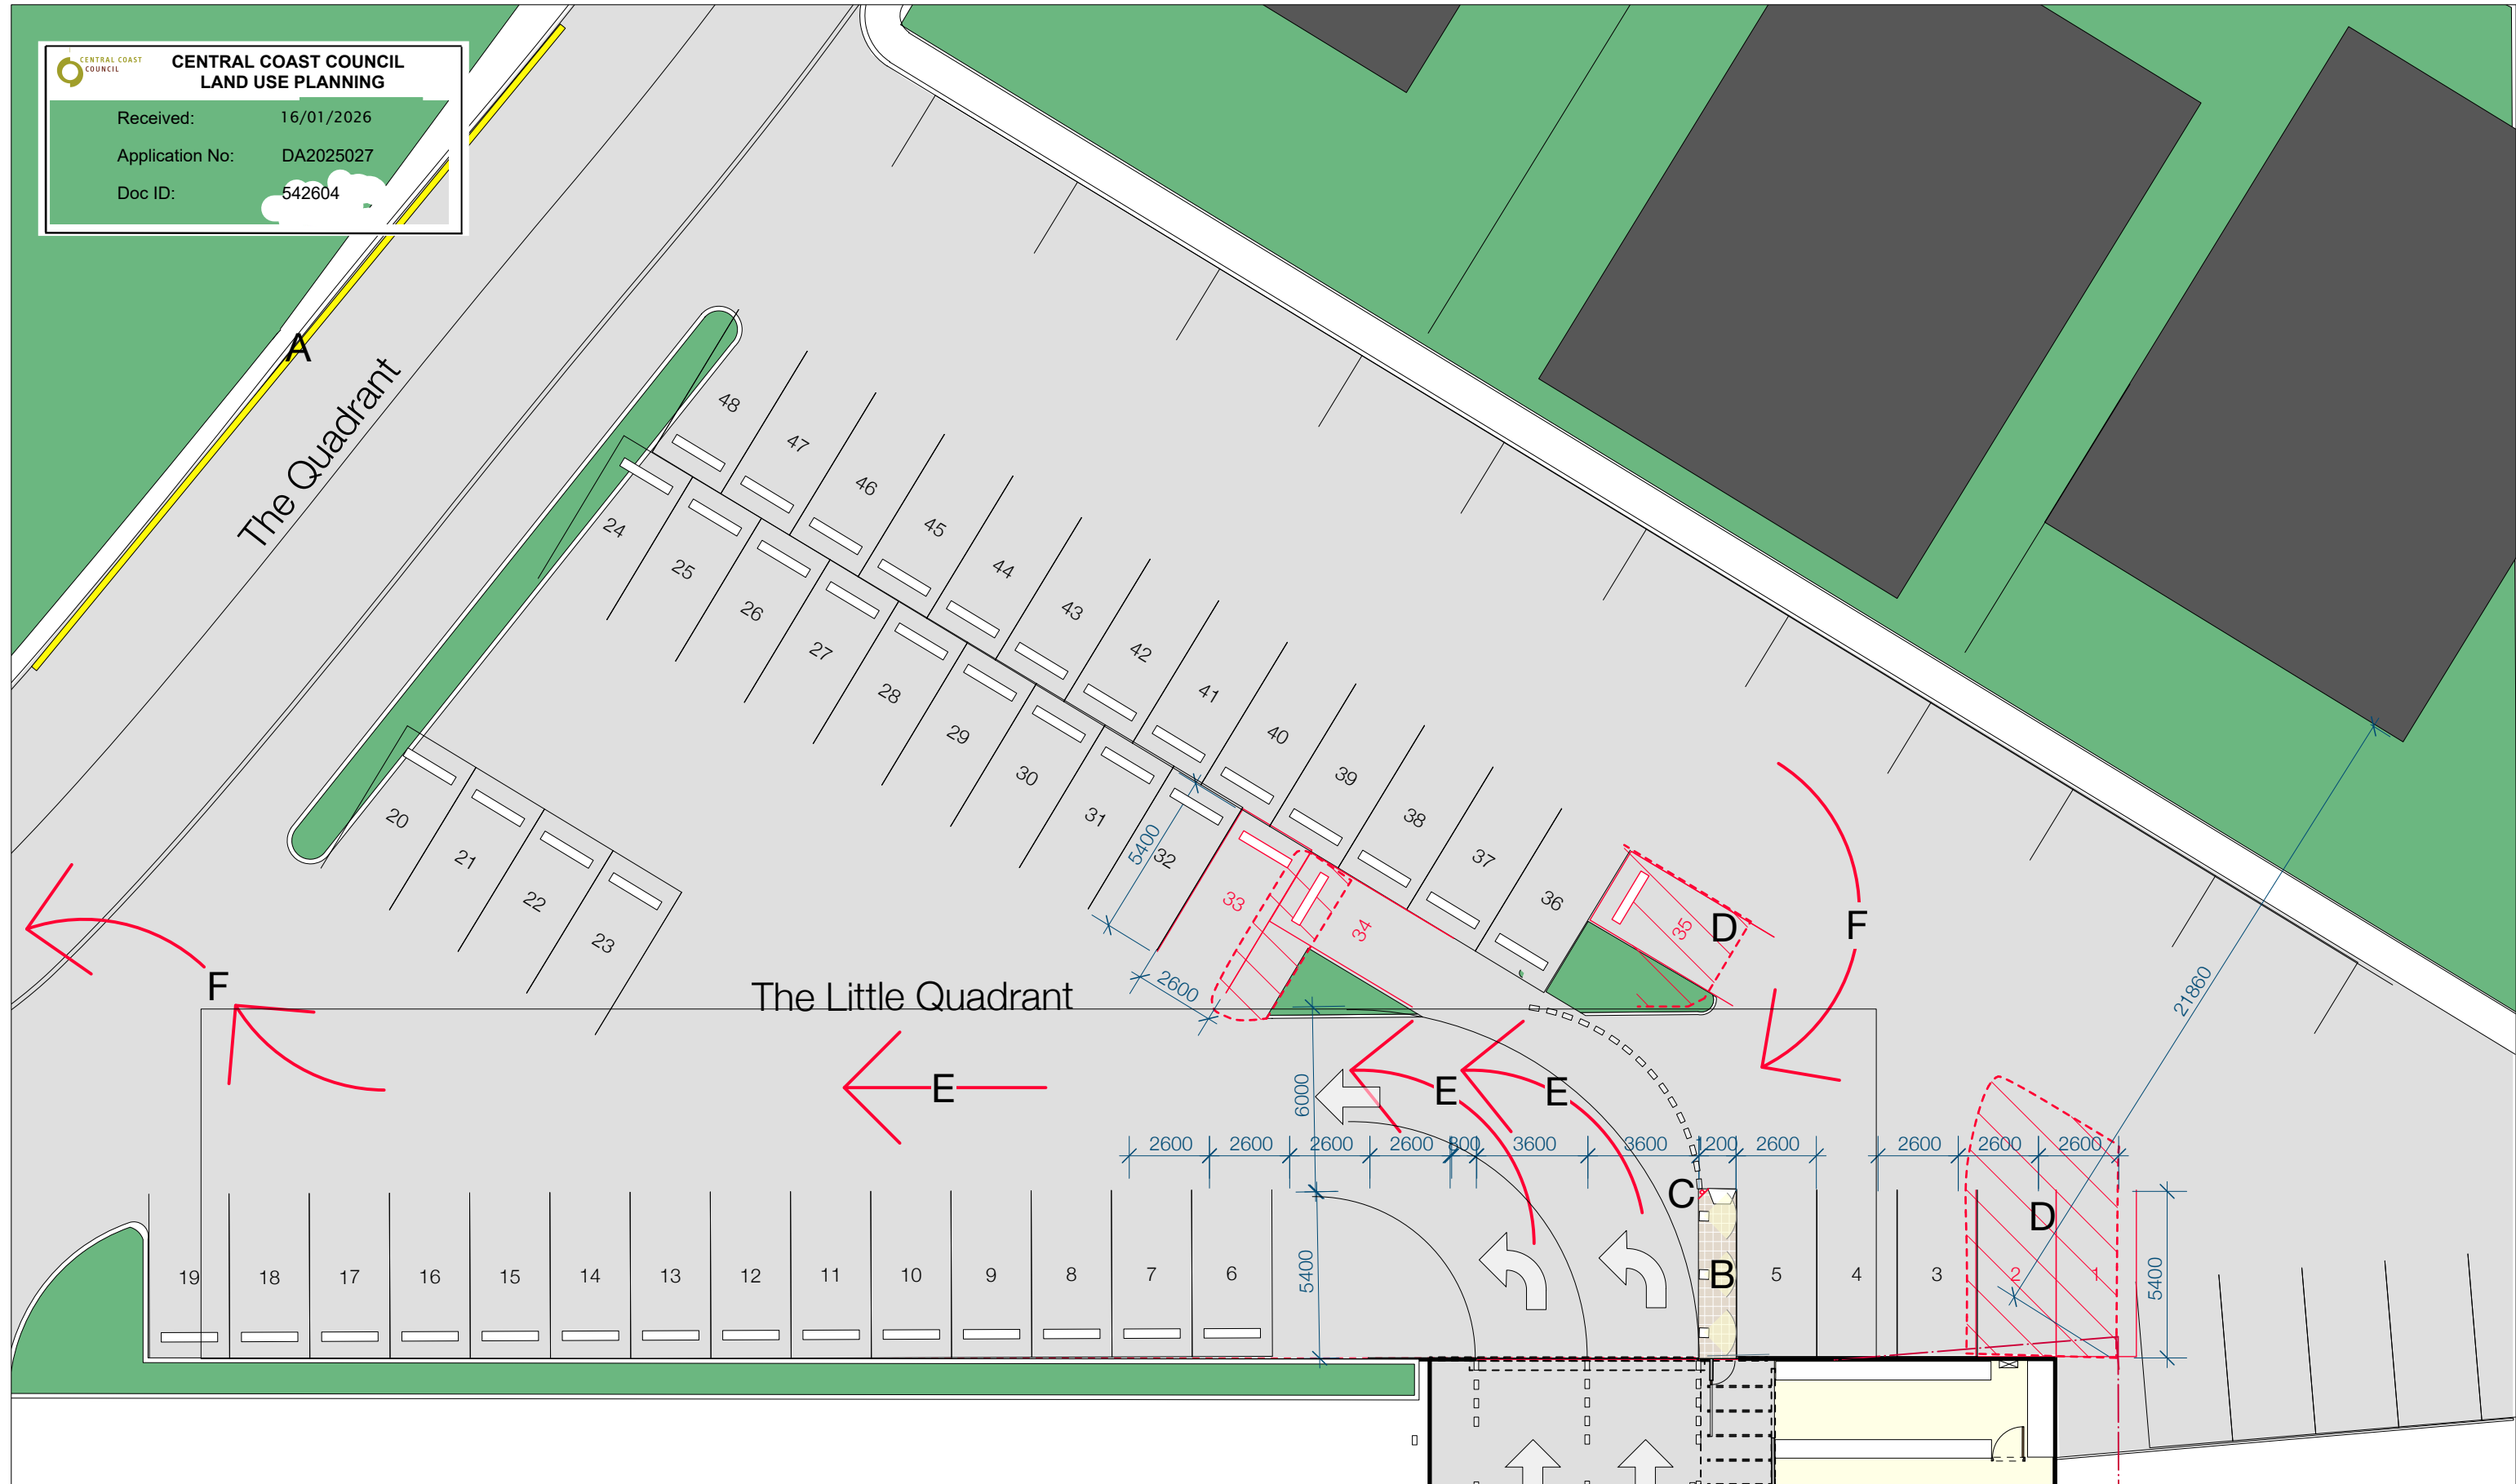 CENTRAL COAST
COUNCIL
CENTRAL COAST COUNCIL
LAND USE PLANNING
Received: 16/01/2026
Application No: DA2025027
Doc ID: 542604
A
The Quadrant
48
47
46
45
44
43
42
41
40
39
38
37
36
24
25
26
27
28
29
30
31
32
33
34
35
D
F
5400
2600
20
21
22
23
F
The Little Quadrant
21860
E
E
E
6000
2600 2600 2600 2600 800 3600 3600 1200 2600 2600 2600 2600
C
D
B
19 18 17 16 15 14 13 12 11 10 9 8 7 6
5400
5 4 3 2 1
5400